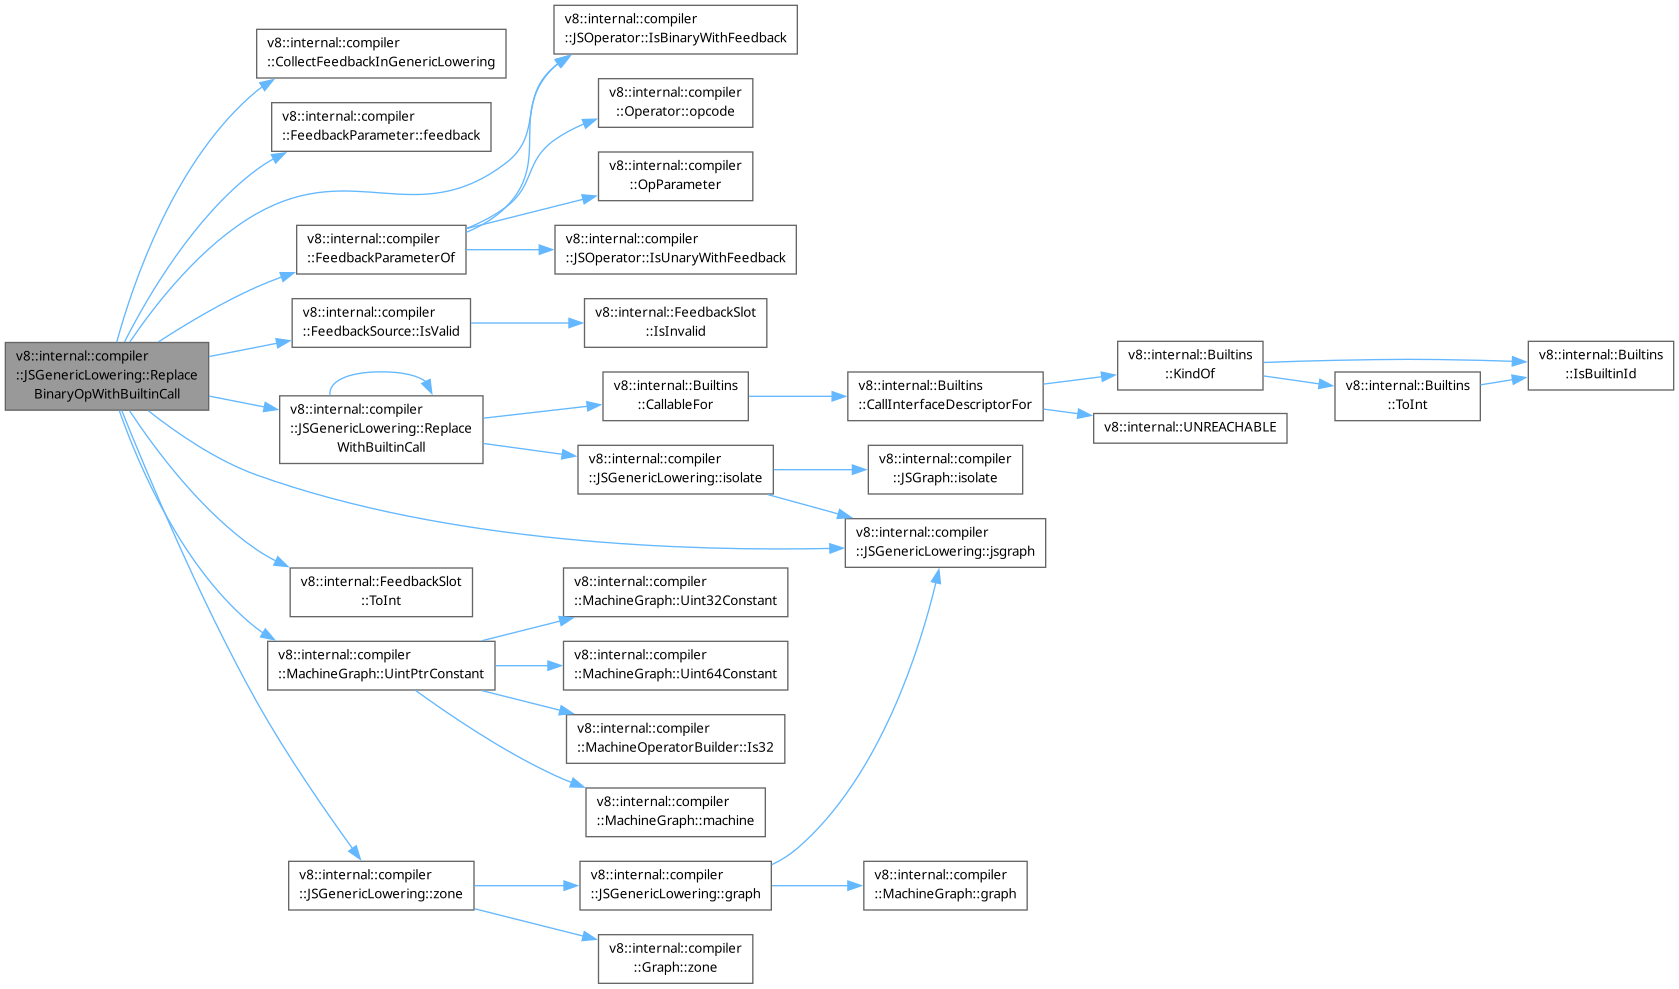 v8::internal::compiler
::JSGenericLowering::Replace
BinaryOpWithBuiltinCall
v8::internal::compiler
::CollectFeedbackInGenericLowering
v8::internal::compiler
::FeedbackParameter::feedback
v8::internal::compiler
::JSOperator::IsBinaryWithFeedback
v8::internal::compiler
::Operator::opcode
v8::internal::compiler
::OpParameter
v8::internal::compiler
::FeedbackParameterOf
v8::internal::compiler
::JSOperator::IsUnaryWithFeedback
v8::internal::compiler
::FeedbackSource::IsValid
v8::internal::FeedbackSlot
::IsInvalid
v8::internal::compiler
::JSGenericLowering::Replace
WithBuiltinCall
v8::internal::Builtins
::CallableFor
v8::internal::Builtins
::CallInterfaceDescriptorFor
v8::internal::Builtins
::KindOf
v8::internal::Builtins
::ToInt
v8::internal::Builtins
::IsBuiltinId
v8::internal::UNREACHABLE
v8::internal::compiler
::JSGenericLowering::isolate
v8::internal::compiler
::JSGraph::isolate
v8::internal::compiler
::JSGenericLowering::jsgraph
v8::internal::FeedbackSlot
::ToInt
v8::internal::compiler
::MachineGraph::UintPtrConstant
v8::internal::compiler
::MachineGraph::Uint32Constant
v8::internal::compiler
::MachineGraph::Uint64Constant
v8::internal::compiler
::MachineOperatorBuilder::Is32
v8::internal::compiler
::MachineGraph::machine
v8::internal::compiler
::JSGenericLowering::zone
v8::internal::compiler
::JSGenericLowering::graph
v8::internal::compiler
::MachineGraph::graph
v8::internal::compiler
::Graph::zone